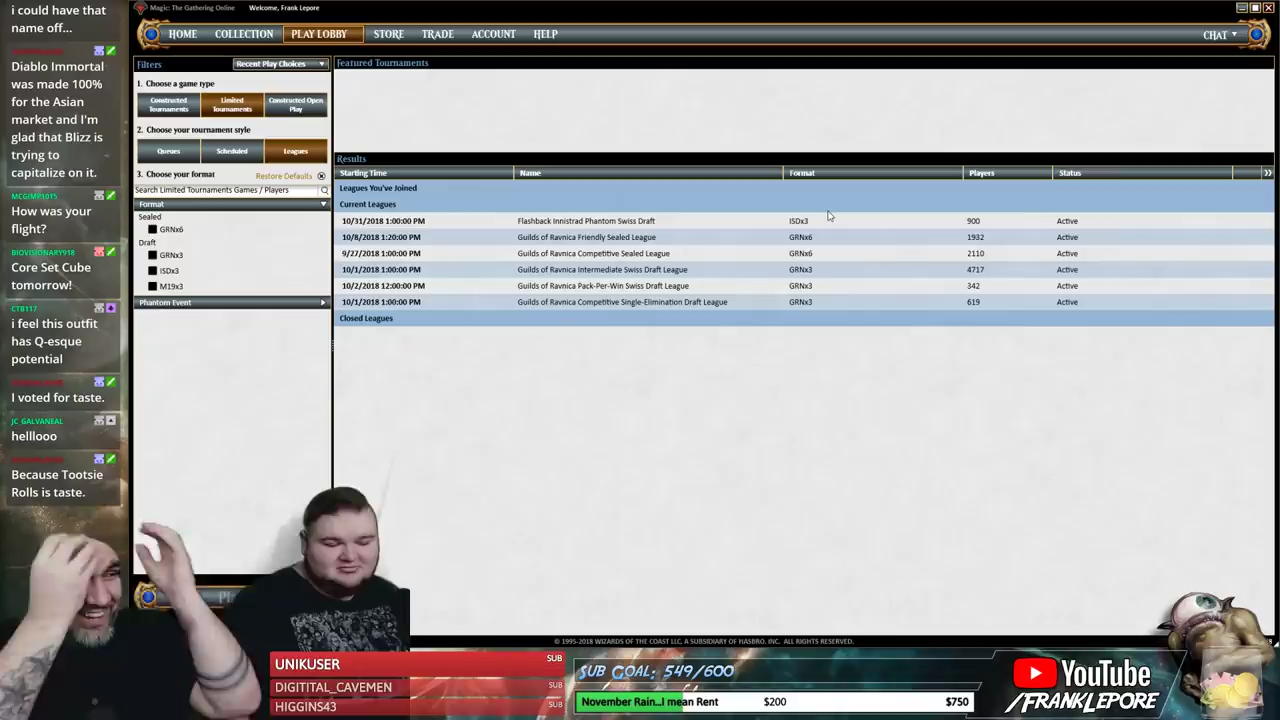 i could have that
name off...
Diablo Immortal
was made 100%
for the Asian
market and I'm
glad that Blizz is
trying to
capitalize on it.
MCGIMP1015
How was your
flight?
BIOVISIONARY918
Core Set Cube
tomorrow!
CTB117
i feel this outfit
has Q-esque
potential
I voted for taste.
JC GALVANEAL
helllooo
Because Tootsie
Rolls is taste.
Magic: The Gathering Online Welcome, Frank Lepore
HOME COLLECTION PLAY LOBBY STORE TRADE ACCOUNT HELP CHAT
Filters Recent Play Choices
1. Choose a game type
Constructed Tournaments Limited Tournaments Constructed Open Play
2. Choose your tournament style
Queues Scheduled Leagues
3. Choose your format Restore Defaults
Search Limited Tournaments Games / Players
Format
Sealed
GRNx6
Draft
GRNx3
ISDx3
M19x3
Phantom Event
Featured Tournaments
Results
Starting Time Name Format Players Status
Leagues You've Joined
Current Leagues
10/31/2018 1:00:00 PM Flashback Innistrad Phantom Swiss Draft ISDx3 900 Active
10/8/2018 1:20:00 PM Guilds of Ravnica Friendly Sealed League GRNx6 1932 Active
9/27/2018 1:00:00 PM Guilds of Ravnica Competitive Sealed League GRNx6 2110 Active
10/1/2018 1:00:00 PM Guilds of Ravnica Intermediate Swiss Draft League GRNx3 4717 Active
10/2/2018 12:00:00 PM Guilds of Ravnica Pack-Per-Win Swiss Draft League GRNx3 342 Active
10/1/2018 1:00:00 PM Guilds of Ravnica Competitive Single-Elimination Draft League GRNx3 619 Active
Closed Leagues
© 1995-2018 WIZARDS OF THE COAST LLC, A SUBSIDIARY OF HASBRO, INC. ALL RIGHTS RESERVED.
UNIKUSER SUB
DIGITITAL_CAVEMEN SUB
HIGGINS43 SUB
SUB GOAL: 549/600
November Rain...I mean Rent $200 $750
YouTube
/FRANKLEPORE